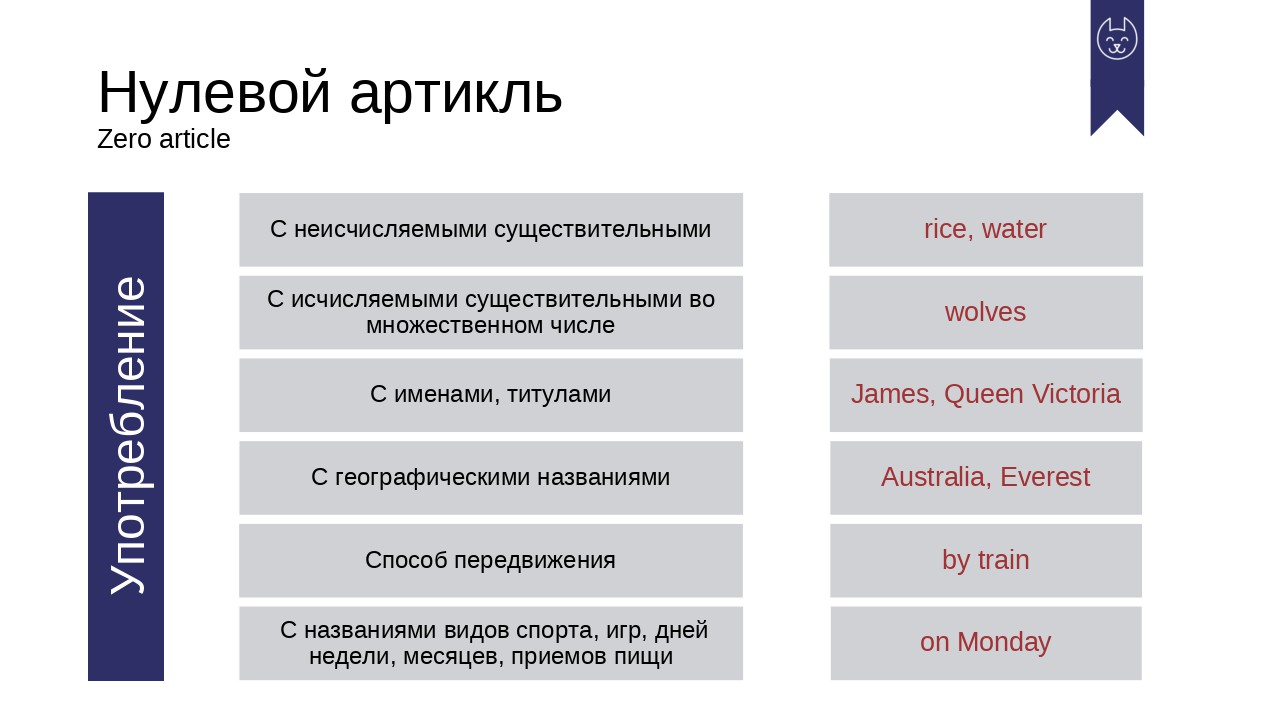 Нулевой артикль
Zero article
Употребление
С неисчисляемыми существительными
rice, water
С исчисляемыми существительными во
множественном числе
wolves
С именами, титулами
James, Queen Victoria
С географическими названиями
Australia, Everest
Способ передвижения
by train
С названиями видов спорта, игр, дней
недели, месяцев, приемов пищи
on Monday